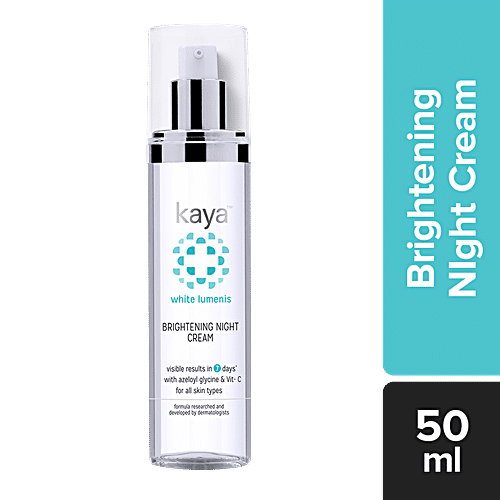 kaya™
white lumenis
BRIGHTENING NIGHT
CREAM
visible results in 7 days*
with azeloyl glycine & Vit- C
for all skin types
formula researched and
developed by dermatologists
Brightening
NIght Cream
50
ml